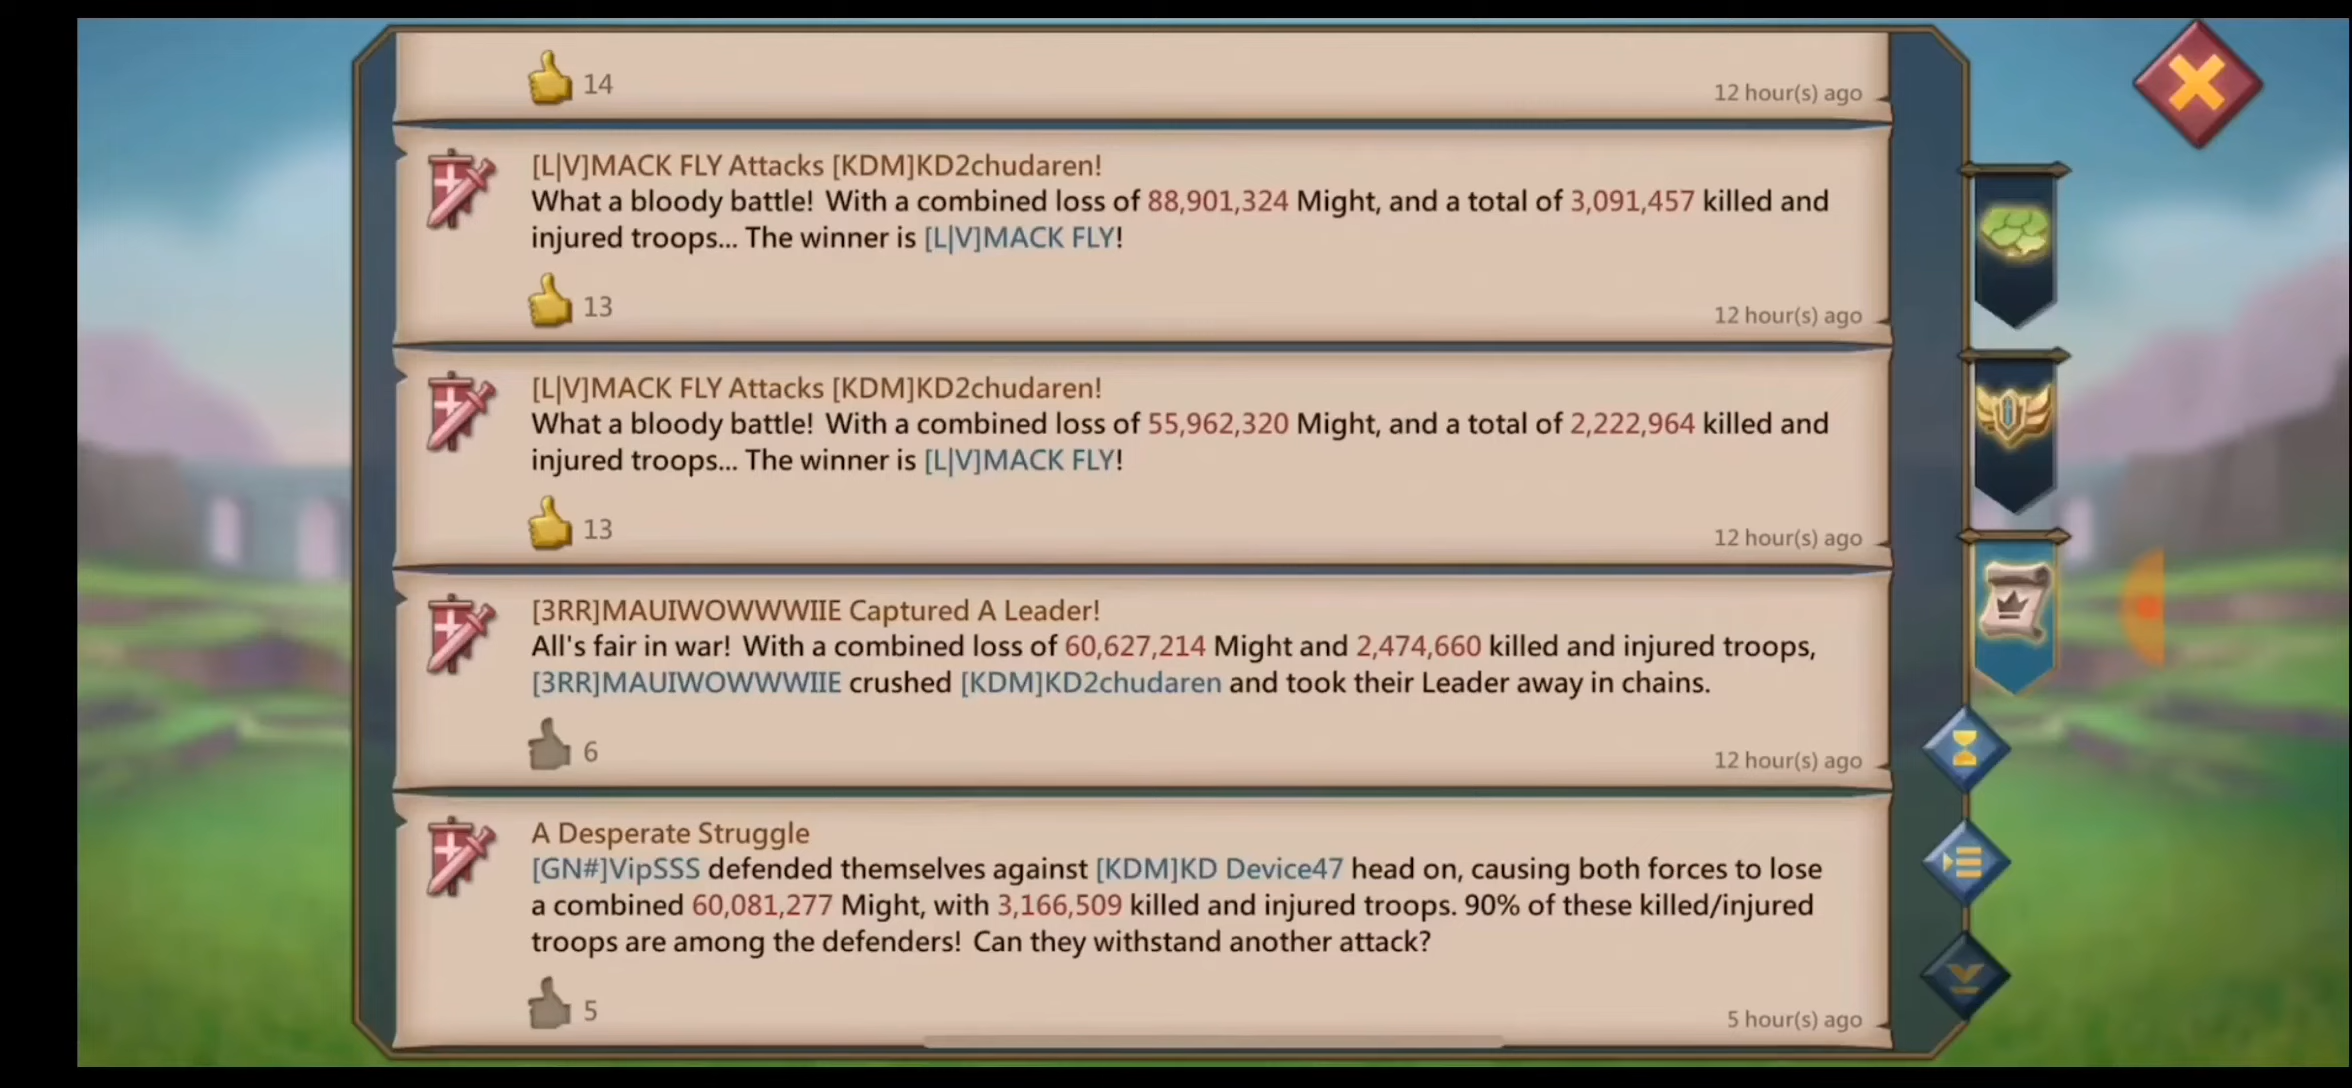 14
12 hour(s) ago
[L|V]MACK FLY Attacks [KDM]KD2chudaren!
What a bloody battle! With a combined loss of 88,901,324 Might, and a total of 3,091,457 killed and
injured troops... The winner is [L|V]MACK FLY!
13
12 hour(s) ago
[L|V]MACK FLY Attacks [KDM]KD2chudaren!
What a bloody battle! With a combined loss of 55,962,320 Might, and a total of 2,222,964 killed and
injured troops... The winner is [L|V]MACK FLY!
13
12 hour(s) ago
[3RR]MAUIWOWWWIIE Captured A Leader!
All's fair in war! With a combined loss of 60,627,214 Might and 2,474,660 killed and injured troops,
[3RR]MAUIWOWWWIIE crushed [KDM]KD2chudaren and took their Leader away in chains.
6
12 hour(s) ago
A Desperate Struggle
[GN#]VipSSS defended themselves against [KDM]KD Device47 head on, causing both forces to lose
a combined 60,081,277 Might, with 3,166,509 killed and injured troops. 90% of these killed/injured
troops are among the defenders! Can they withstand another attack?
5
5 hour(s) ago